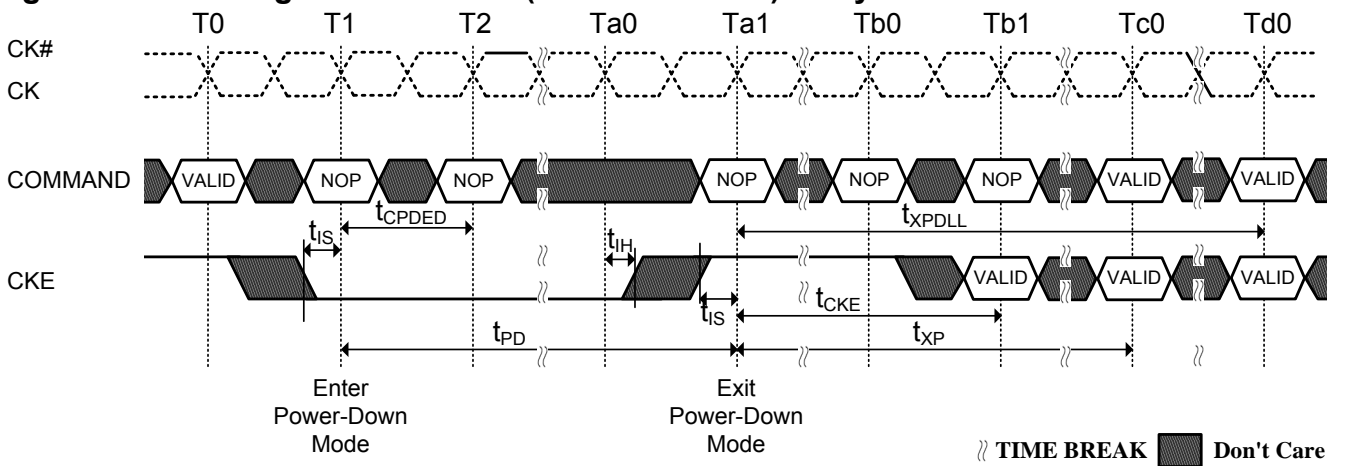 T0 T1 T2 Ta0 Ta1 Tb0 Tb1 Tc0 Td0
CK#
CK
COMMAND VALID NOP NOP NOP NOP NOP VALID VALID
tCPDED tXPDLL
tIS tIH
CKE VALID VALID VALID
tIS tCKE
tPD tXP
Enter Power-Down Mode
Exit Power-Down Mode
TIME BREAK Don't Care